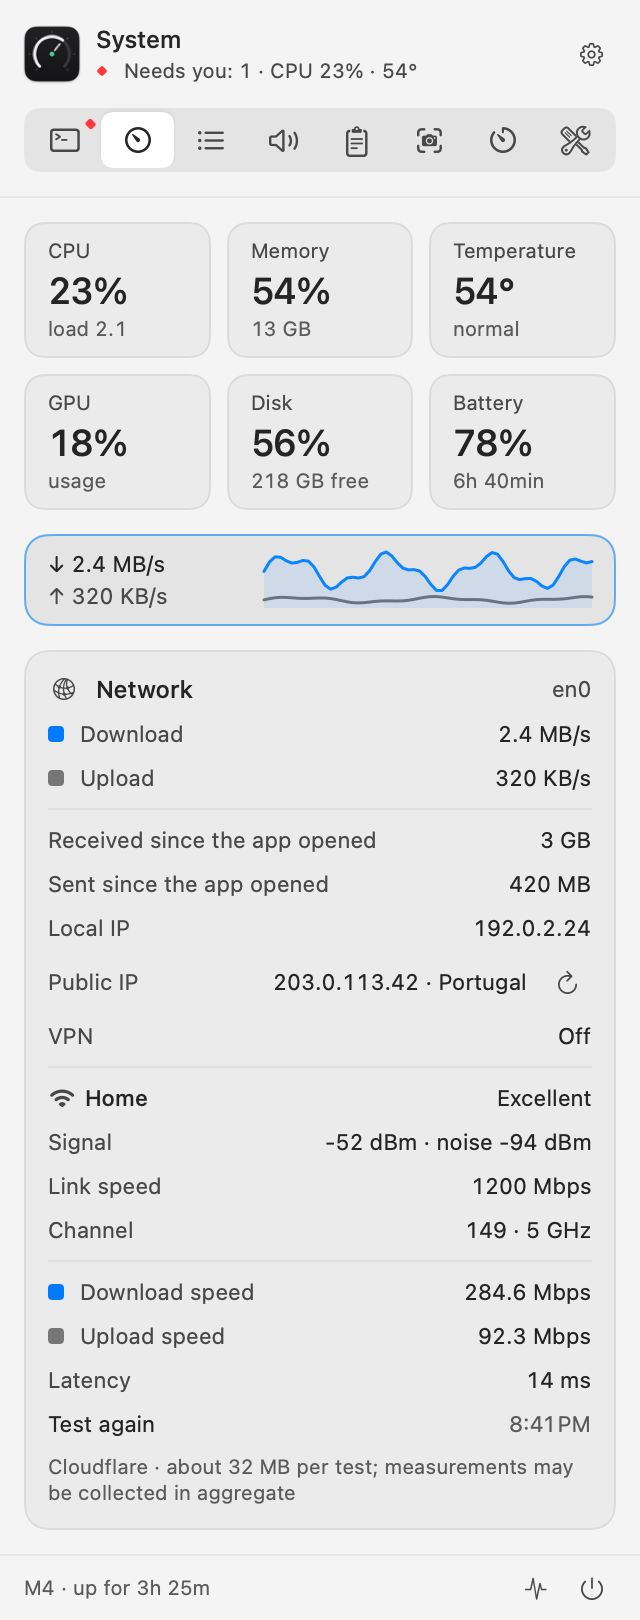 System
Needs you: 1 · CPU 23% · 54°
CPU
23%
load 2.1
Memory
54%
13 GB
Temperature
54°
normal
GPU
18%
usage
Disk
56%
218 GB free
Battery
78%
6h 40min
↓ 2.4 MB/s
↑ 320 KB/s
Network en0
Download 2.4 MB/s
Upload 320 KB/s
Received since the app opened 3 GB
Sent since the app opened 420 MB
Local IP 192.0.2.24
Public IP 203.0.113.42 · Portugal
VPN Off
Home Excellent
Signal -52 dBm · noise -94 dBm
Link speed 1200 Mbps
Channel 149 · 5 GHz
Download speed 284.6 Mbps
Upload speed 92.3 Mbps
Latency 14 ms
Test again 8:41 PM
Cloudflare · about 32 MB per test; measurements may
be collected in aggregate
M4 · up for 3h 25m